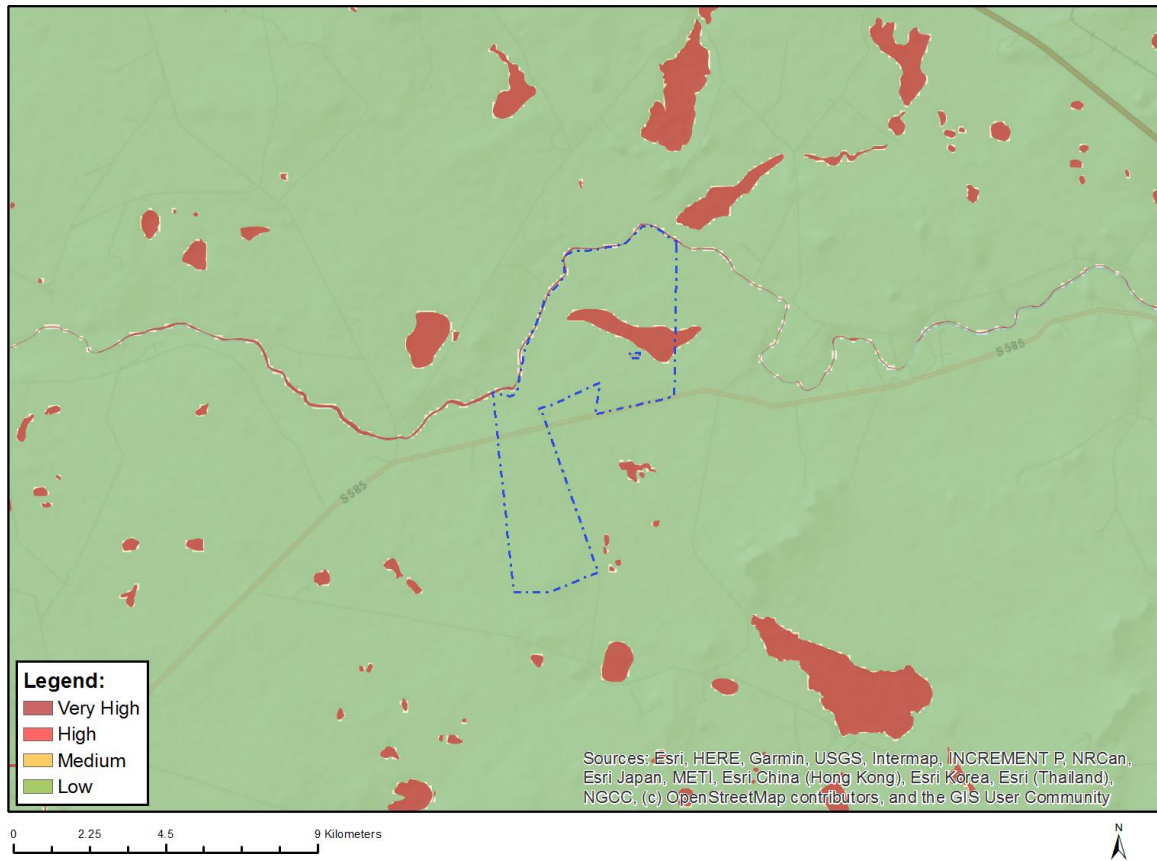 S585
S585
Legend:
Very High
High
Medium
Low
Sources: Esri, HERE, Garmin, USGS, Intermap, INCREMENT P, NRCan,
Esri Japan, METI, Esri China (Hong Kong), Esri Korea, Esri (Thailand),
NGCC, (c) OpenStreetMap contributors, and the GIS User Community
0 2.25 4.5 9 Kilometers
N